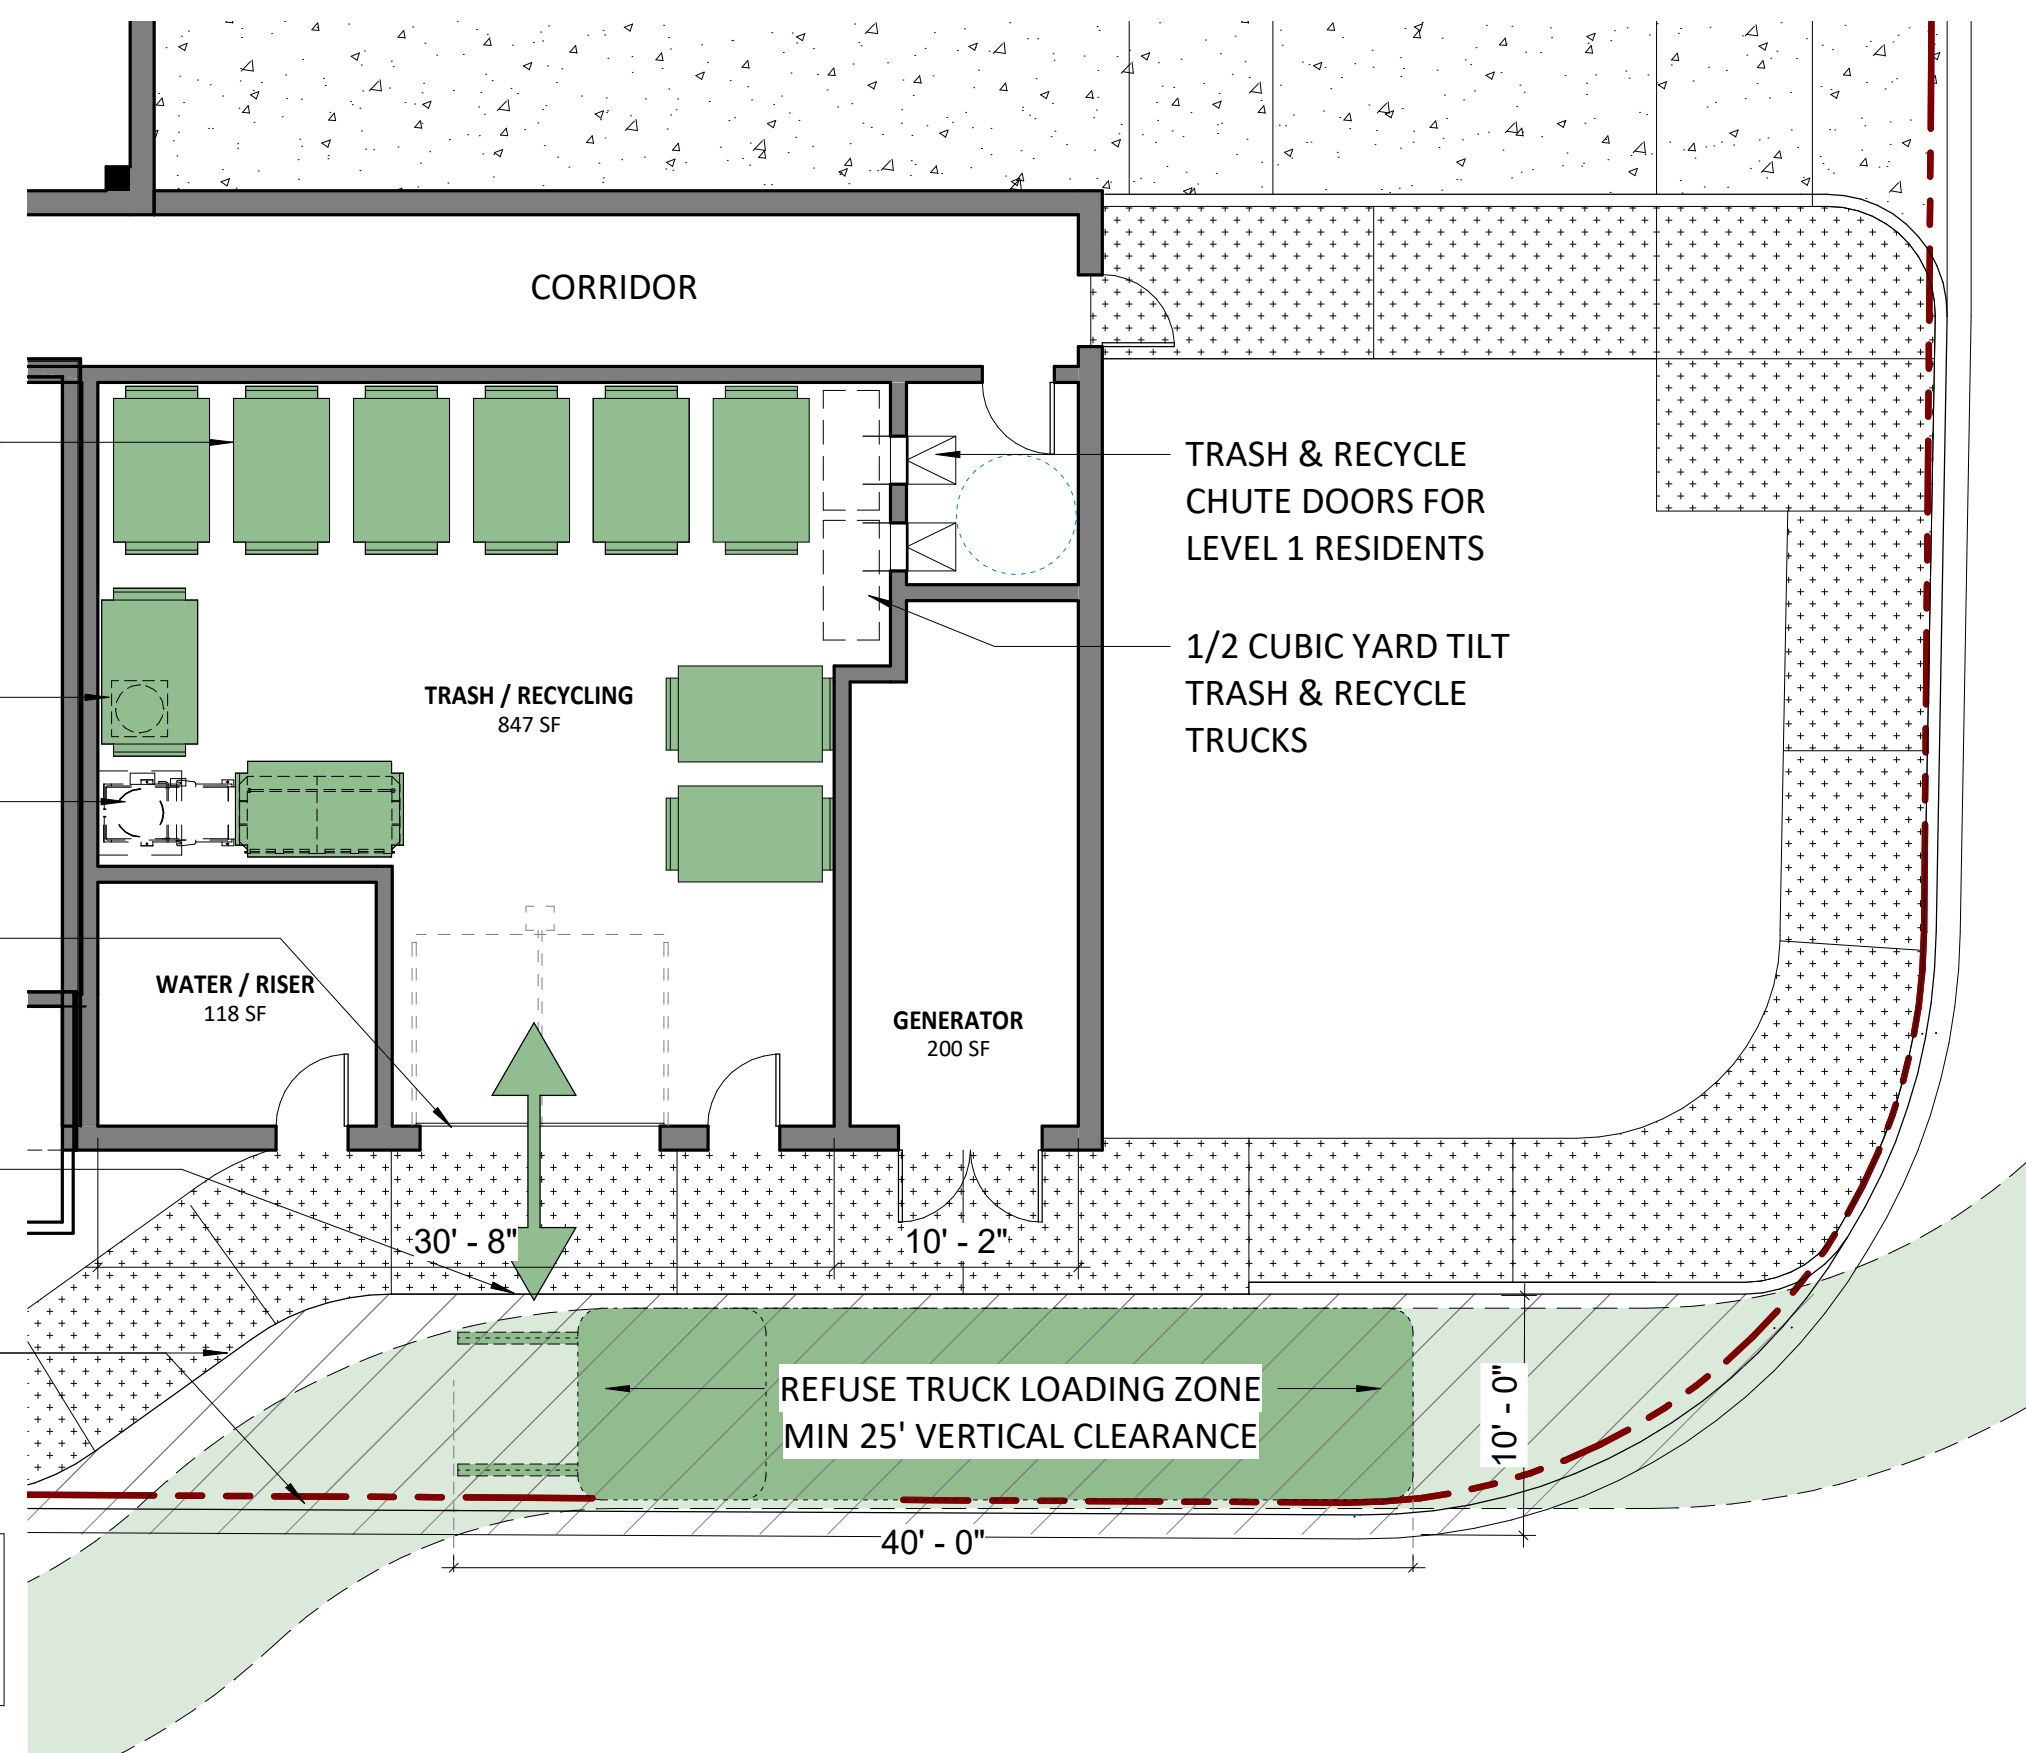 CORRIDOR
TRASH & RECYCLE
CHUTE DOORS FOR
LEVEL 1 RESIDENTS
1/2 CUBIC YARD TILT
TRASH & RECYCLE
TRUCKS
TRASH / RECYCLING
847 SF
WATER / RISER
118 SF
GENERATOR
200 SF
30' - 8"
10' - 2"
REFUSE TRUCK LOADING ZONE
MIN 25' VERTICAL CLEARANCE
10' - 0"
40' - 0"